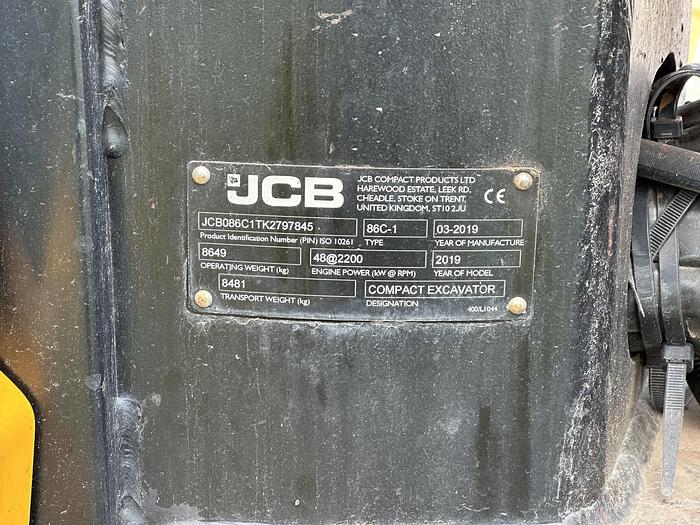 JCB
JCB COMPACT PRODUCTS LTD
HAREWOOD ESTATE, LEEK RD,
CHEADLE, STOKE ON TRENT,
UNITED KINGDOM, ST10 2JU
CE
JCB086C1TK2797845 86C-1 03-2019
Product Identification Number (PIN) ISO 10261 TYPE YEAR OF MANUFACTURE
8649 48@2200 2019
OPERATING WEIGHT (kg) ENGINE POWER (kW @ RPM) YEAR OF MODEL
8481 COMPACT EXCAVATOR
TRANSPORT WEIGHT (kg) DESIGNATION
400/L1044